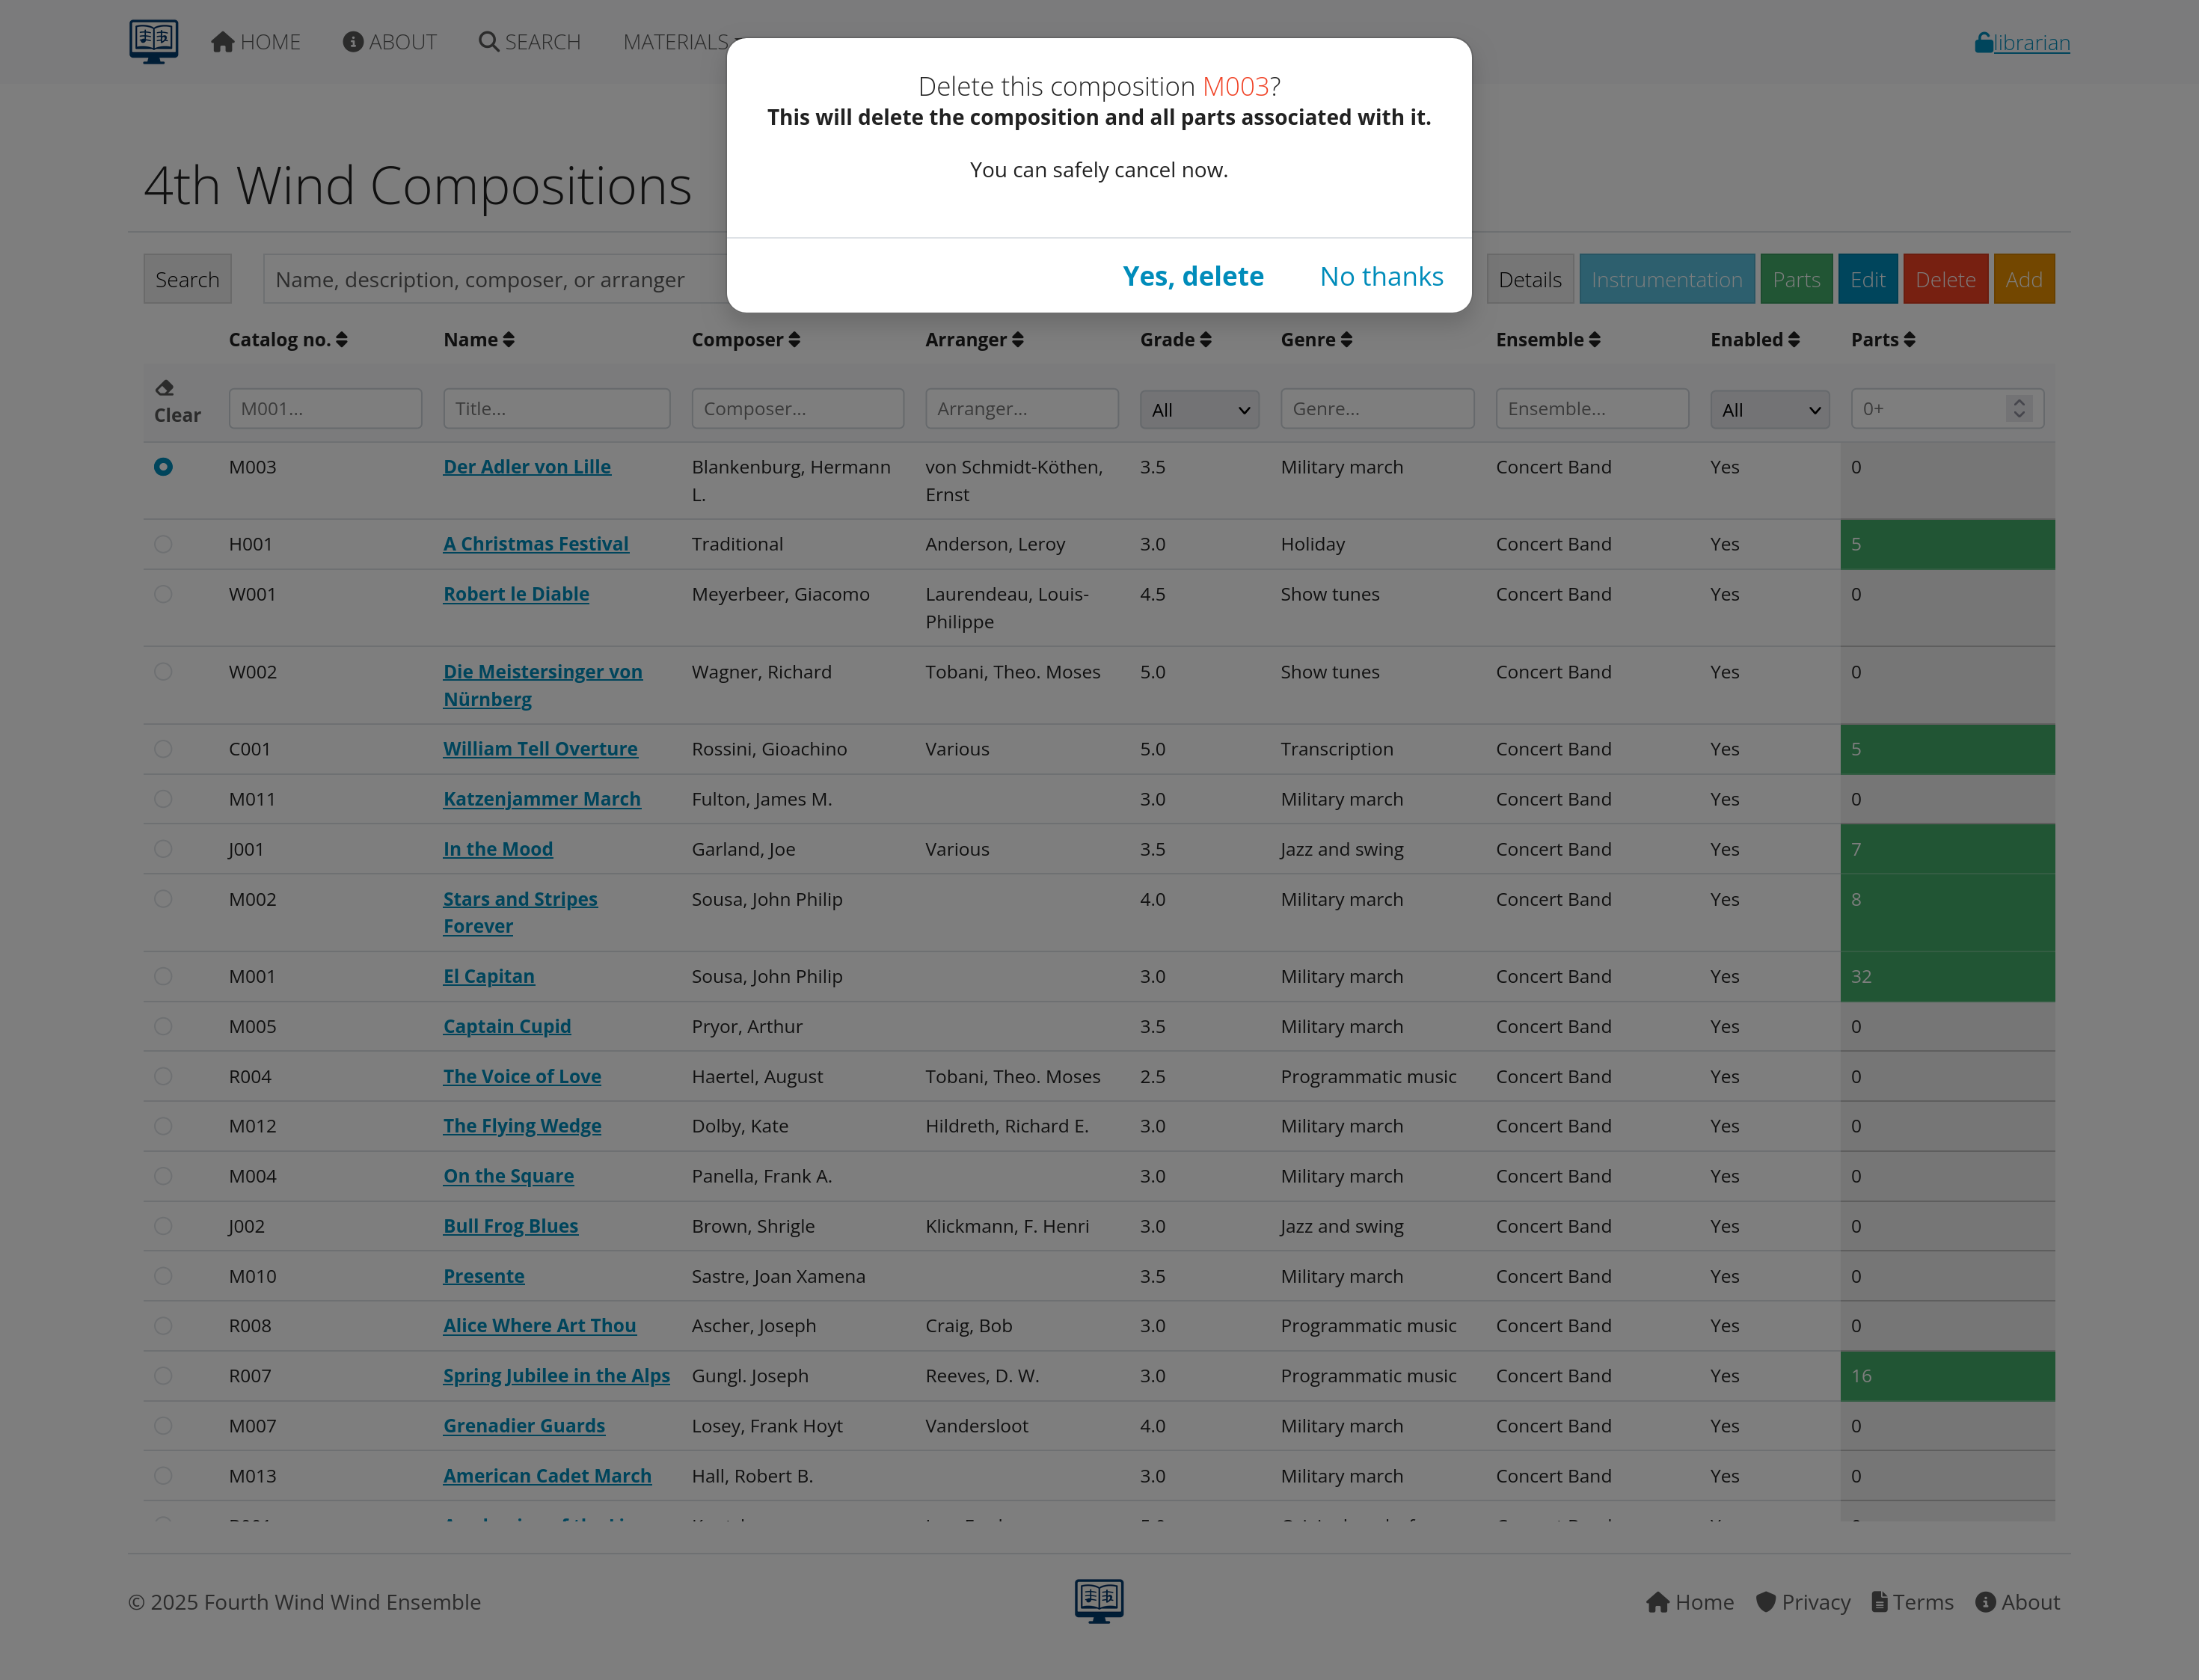 HOME ABOUT SEARCH MATERIALS librarian
Delete this composition M003?
This will delete the composition and all parts associated with it.
You can safely cancel now.
Yes, delete No thanks
4th Wind Compositions
Search Name, description, composer, or arranger Details Instrumentation Parts Edit Delete Add
Catalog no. Name Composer Arranger Grade Genre Ensemble Enabled Parts
Clear M001... Title... Composer... Arranger... All Genre... Ensemble... All 0+
M003 Der Adler von Lille Blankenburg, Hermann von Schmidt-Köthen, 3.5 Military march Concert Band Yes 0
L. Ernst
H001 A Christmas Festival Traditional Anderson, Leroy 3.0 Holiday Concert Band Yes 5
W001 Robert le Diable Meyerbeer, Giacomo Laurendeau, Louis- 4.5 Show tunes Concert Band Yes 0
Philippe
W002 Die Meistersinger von Wagner, Richard Tobani, Theo. Moses 5.0 Show tunes Concert Band Yes 0
Nürnberg
C001 William Tell Overture Rossini, Gioachino Various 5.0 Transcription Concert Band Yes 5
M011 Katzenjammer March Fulton, James M. 3.0 Military march Concert Band Yes 0
J001 In the Mood Garland, Joe Various 3.5 Jazz and swing Concert Band Yes 7
M002 Stars and Stripes Sousa, John Philip 4.0 Military march Concert Band Yes 8
Forever
M001 El Capitan Sousa, John Philip 3.0 Military march Concert Band Yes 32
M005 Captain Cupid Pryor, Arthur 3.5 Military march Concert Band Yes 0
R004 The Voice of Love Haertel, August Tobani, Theo. Moses 2.5 Programmatic music Concert Band Yes 0
M012 The Flying Wedge Dolby, Kate Hildreth, Richard E. 3.0 Military march Concert Band Yes 0
M004 On the Square Panella, Frank A. 3.0 Military march Concert Band Yes 0
J002 Bull Frog Blues Brown, Shrigle Klickmann, F. Henri 3.0 Jazz and swing Concert Band Yes 0
M010 Presente Sastre, Joan Xamena 3.5 Military march Concert Band Yes 0
R008 Alice Where Art Thou Ascher, Joseph Craig, Bob 3.0 Programmatic music Concert Band Yes 0
R007 Spring Jubilee in the Alps Gungl. Joseph Reeves, D. W. 3.0 Programmatic music Concert Band Yes 16
M007 Grenadier Guards Losey, Frank Hoyt Vandersloot 4.0 Military march Concert Band Yes 0
M013 American Cadet March Hall, Robert B. 3.0 Military march Concert Band Yes 0
© 2025 Fourth Wind Wind Ensemble Home Privacy Terms About